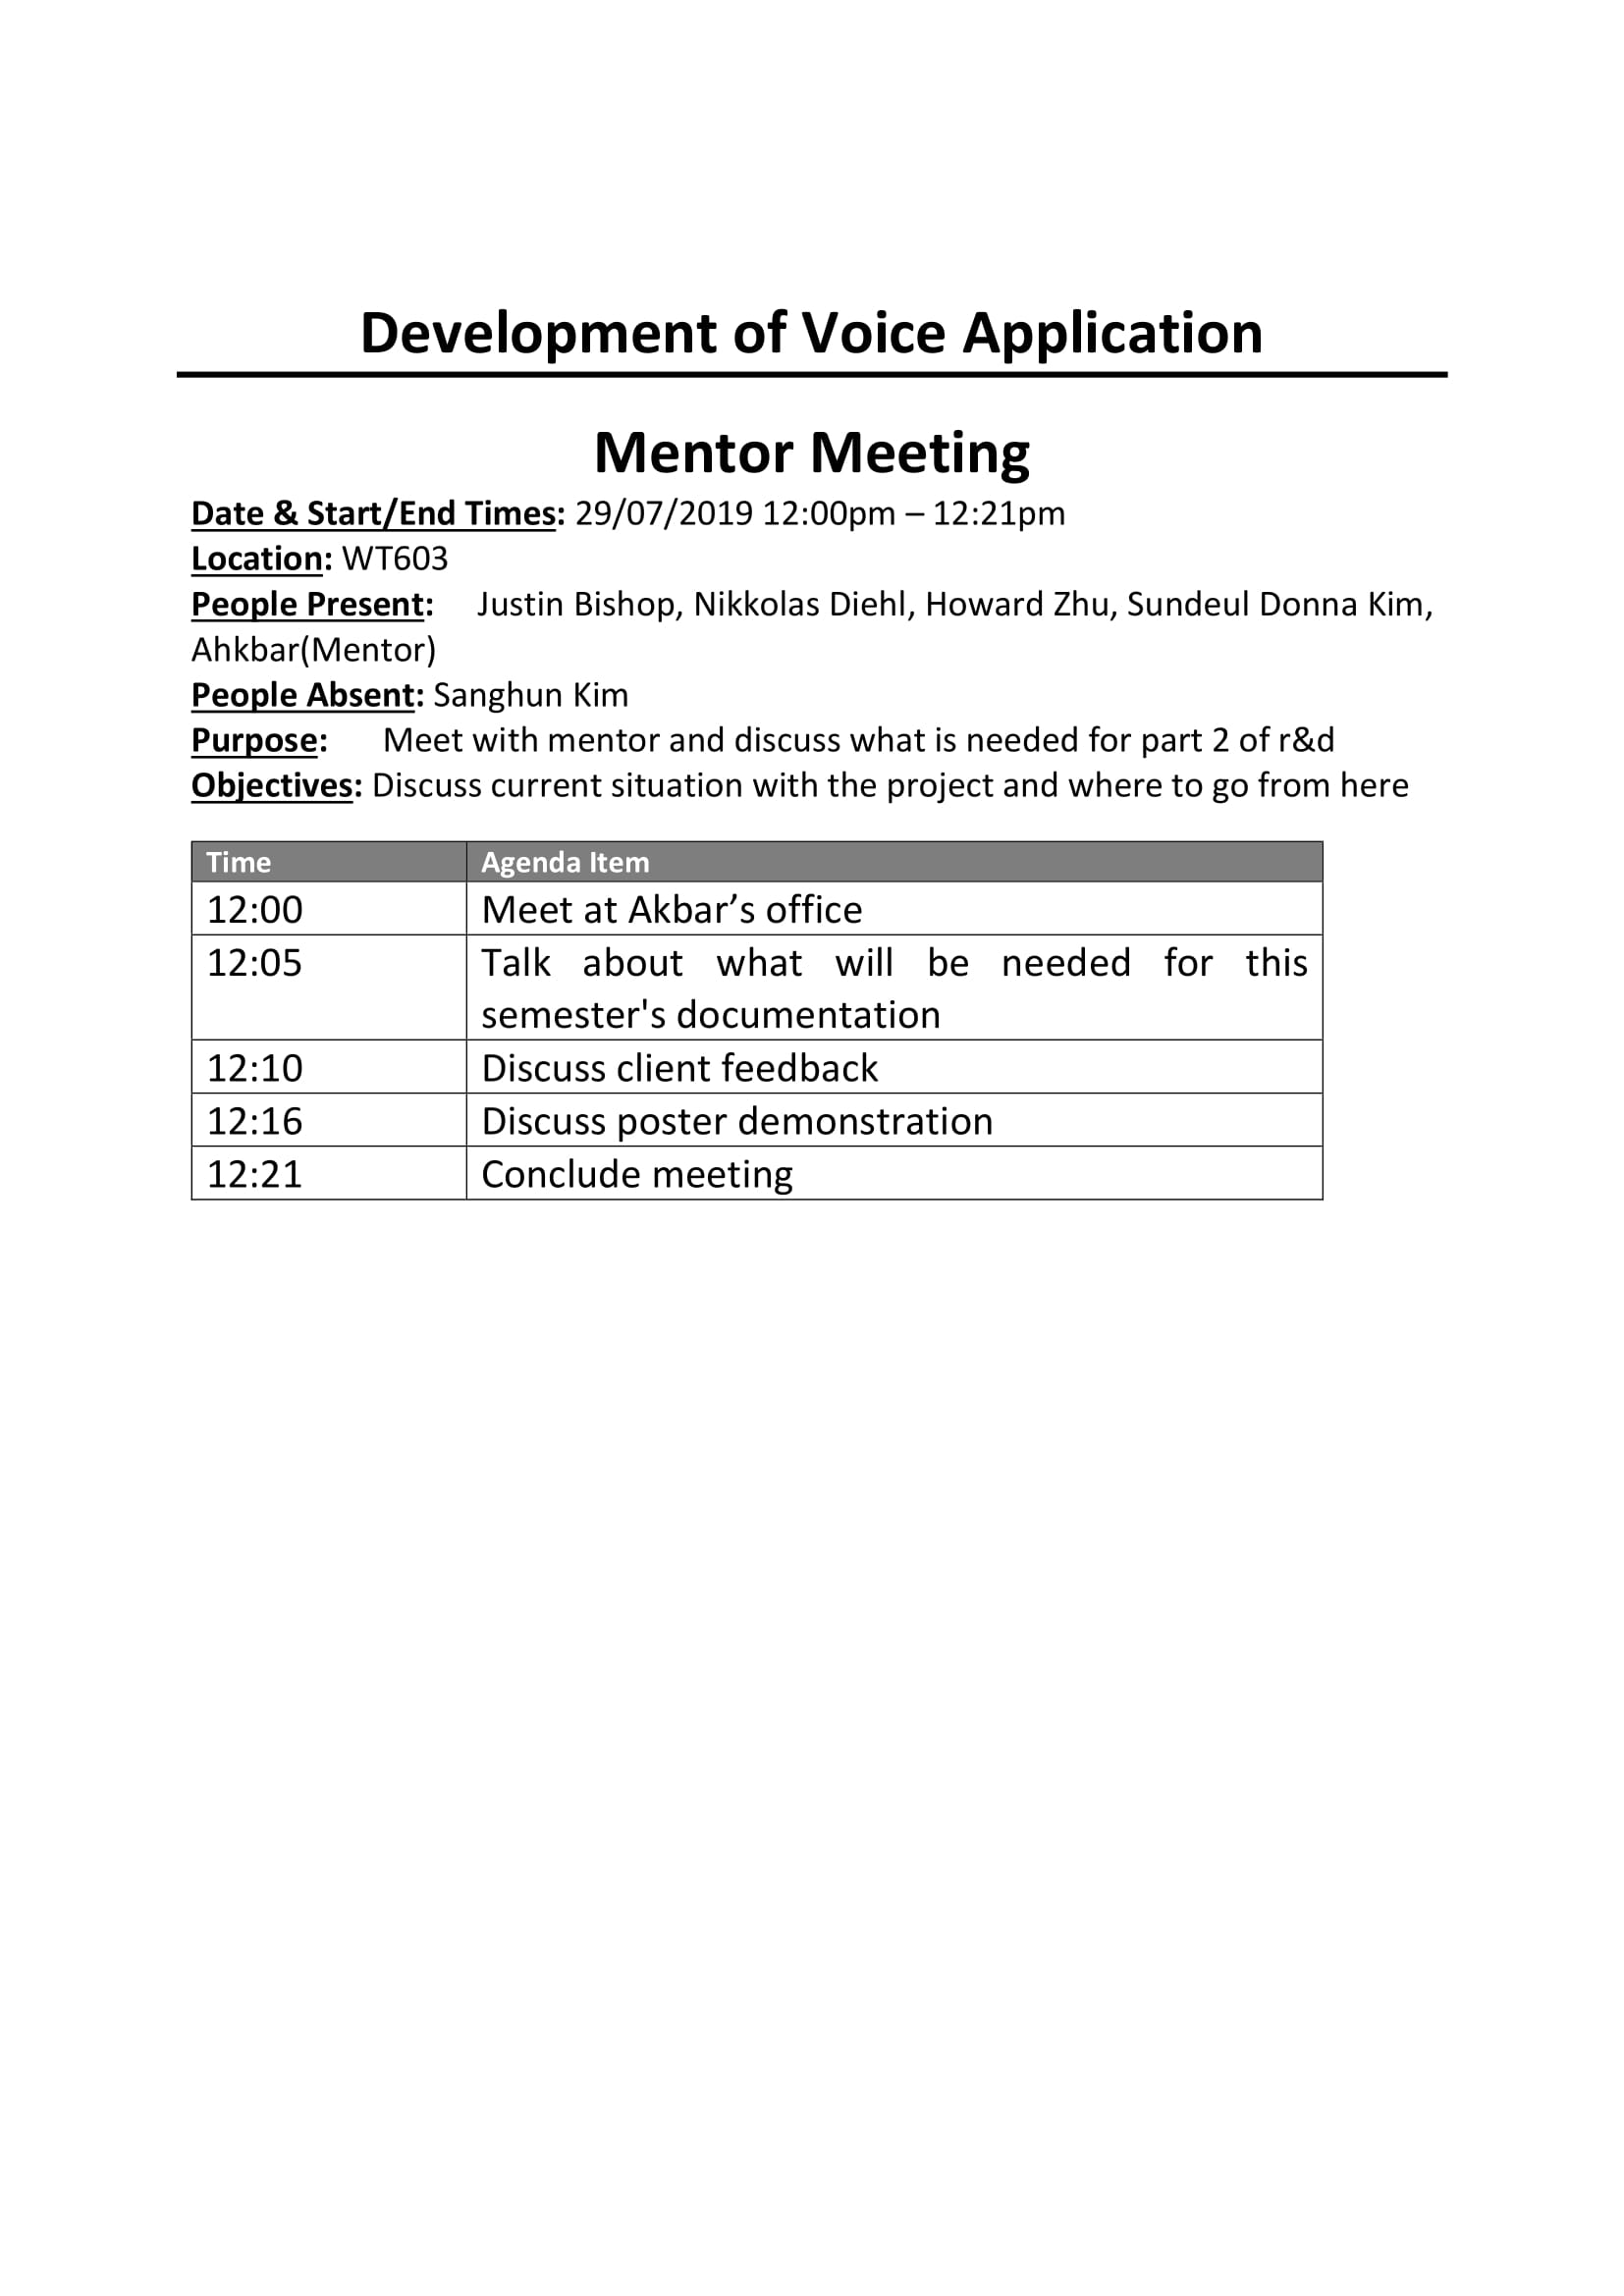 Development of Voice Application
Mentor Meeting
Date & Start/End Times: 29/07/2019 12:00pm – 12:21pm
Location: WT603
People Present: Justin Bishop, Nikkolas Diehl, Howard Zhu, Sundeul Donna Kim,
Ahkbar(Mentor)
People Absent: Sanghun Kim
Purpose: Meet with mentor and discuss what is needed for part 2 of r&d
Objectives: Discuss current situation with the project and where to go from here
Time Agenda Item
12:00 Meet at Akbar’s office
12:05 Talk about what will be needed for this
semester's documentation
12:10 Discuss client feedback
12:16 Discuss poster demonstration
12:21 Conclude meeting